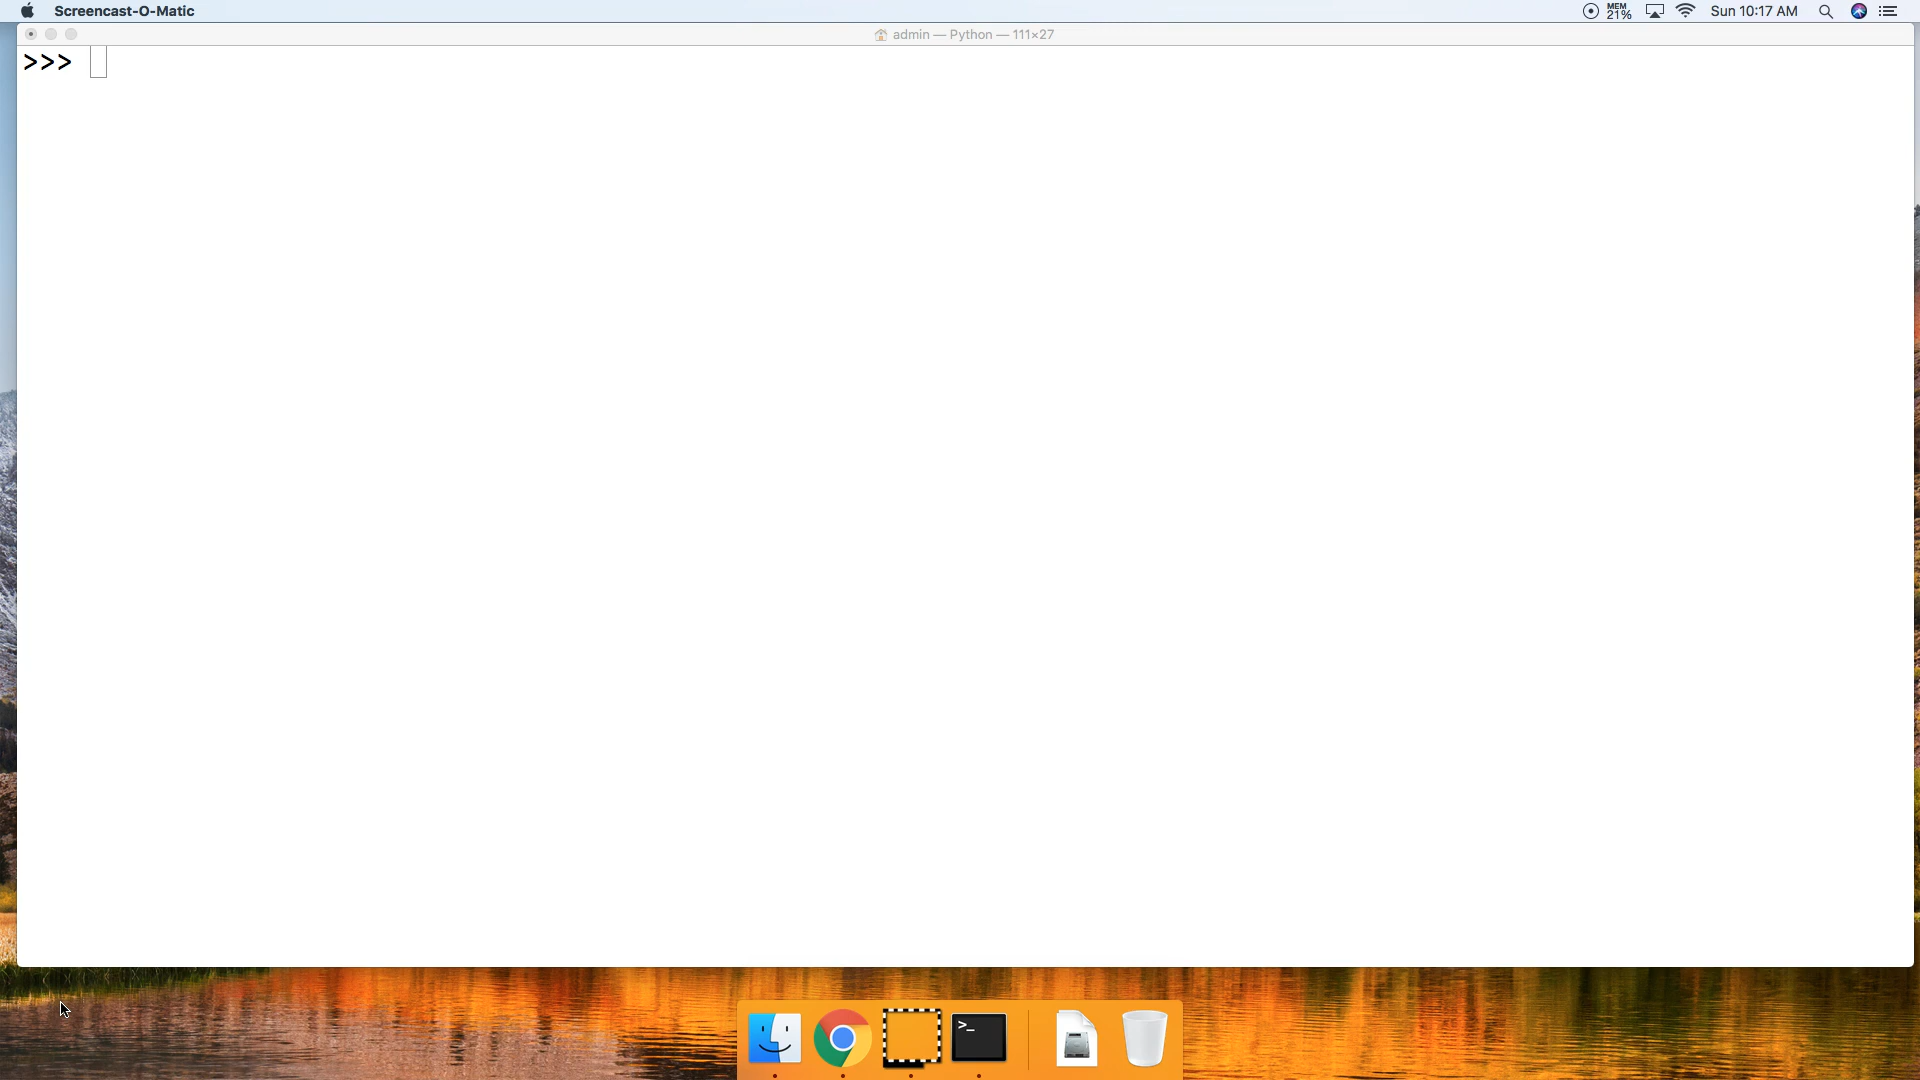 Screencast-O-Matic
MEM
21%
Sun 10:17 AM
admin — Python — 111×27
>>>
>_